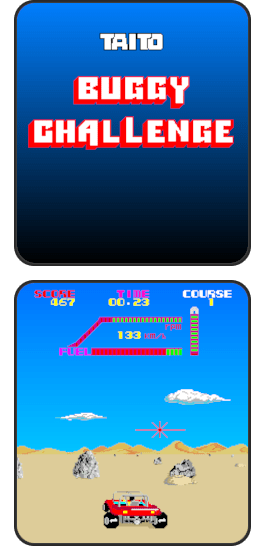 TAITO
BUGGY
CHALLENGE
SCORE TIME COURSE
467 00.23 1
133 KM/H
FUEL